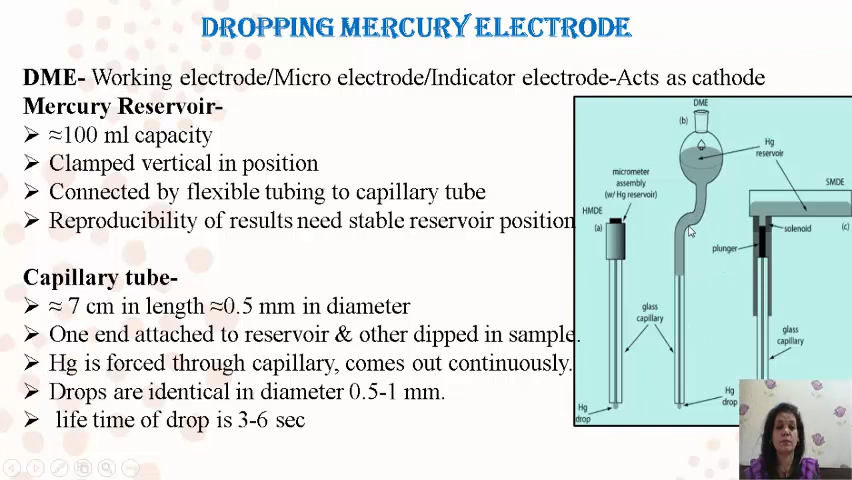 DROPPING MERCURY ELECTRODE
DME- Working electrode/Micro electrode/Indicator electrode-Acts as cathode
Mercury Reservoir-
≈100 ml capacity
Clamped vertical in position
Connected by flexible tubing to capillary tube
Reproducibility of results need stable reservoir position
Capillary tube-
≈ 7 cm in length ≈0.5 mm in diameter
One end attached to reservoir & other dipped in sample.
Hg is forced through capillary, comes out continuously.
Drops are identical in diameter 0.5-1 mm.
life time of drop is 3-6 sec
DME
(b)
Hg
reservoir
micrometer
assembly
(w/ Hg reservoir)
HMDE
(a)
SMDE
(c)
solenoid
plunger
glass
capillary
glass
capillary
Hg
drop
Hg
drop